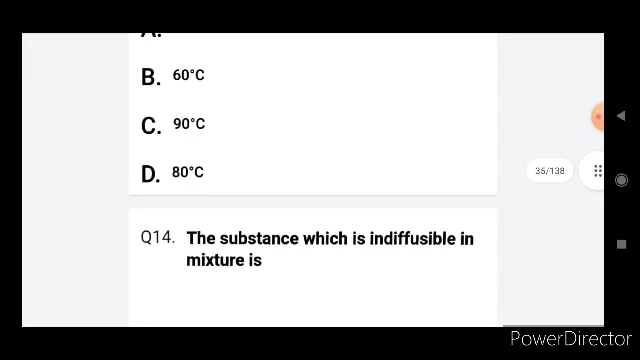 A.
B. 60°C
C. 90°C
D. 80°C
35/138
Q14. The substance which is indiffusible in
mixture is
PowerDirector